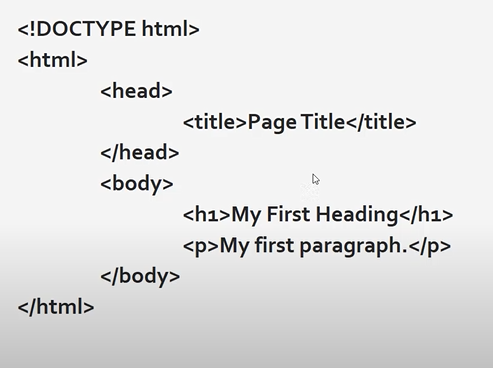 <!DOCTYPE html>
<html>
<head>
<title>Page Title</title>
</head>
<body>
<h1>My First Heading</h1>
<p>My first paragraph.</p>
</body>
</html>